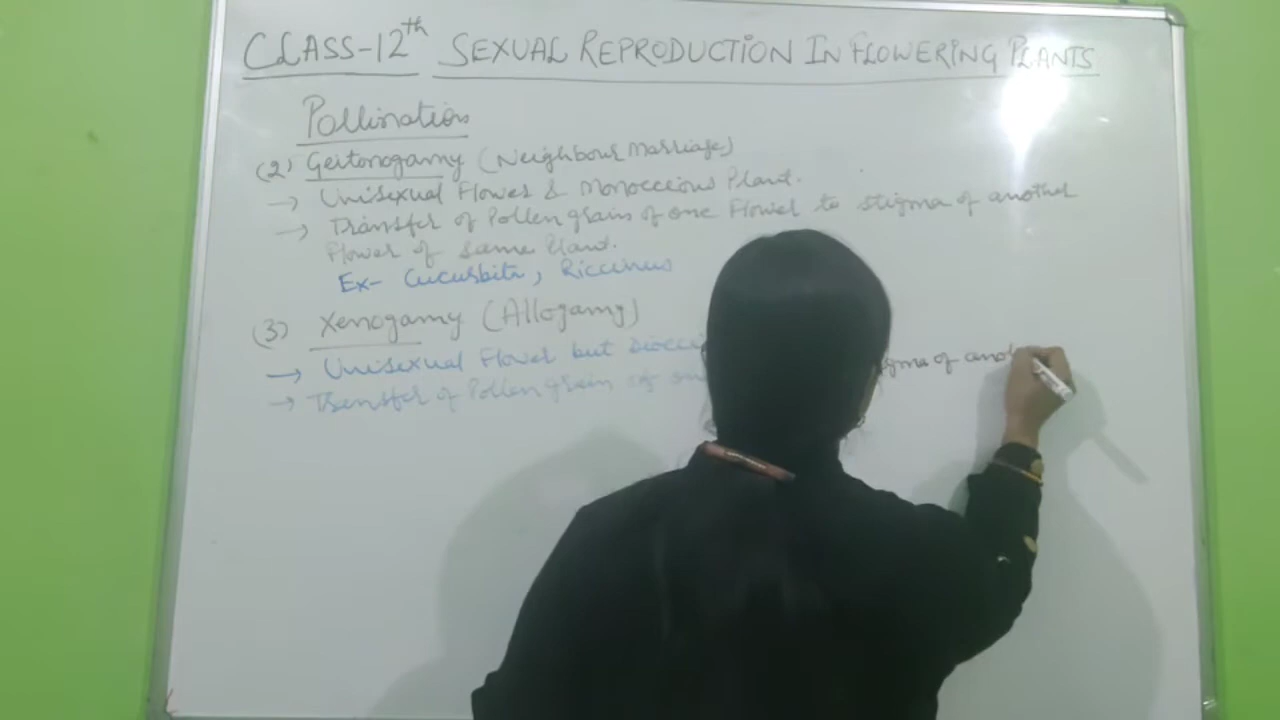 CLASS-12th SEXUAL REPRODUCTION IN FLOWERING PLANTS
Pollination
(2) Geitonogamy (Neighbour Marriage)
→ Unisexual Flower & Monoecious Plant.
→ Transfer of Pollen grain of one Flower to stigma of another
Flower of Same Plant.
Ex- Cucurbita, Riccinus
(3) Xenogamy (Allogamy)
→ Unisexual Flower but
→ Transfer of Pollen grain of of